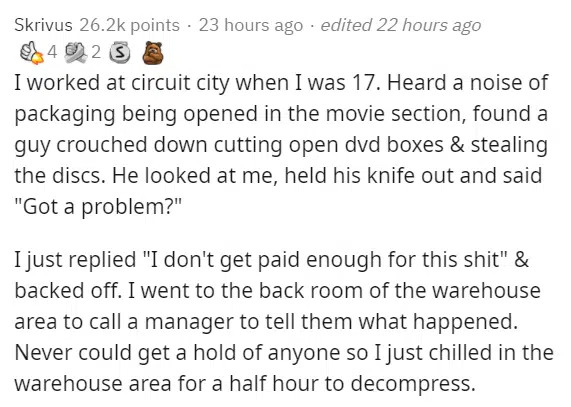 Skrivus 26.2k points · 23 hours ago · edited 22 hours ago
4 2 S
I worked at circuit city when I was 17. Heard a noise of
packaging being opened in the movie section, found a
guy crouched down cutting open dvd boxes & stealing
the discs. He looked at me, held his knife out and said
"Got a problem?"
I just replied "I don't get paid enough for this shit" &
backed off. I went to the back room of the warehouse
area to call a manager to tell them what happened.
Never could get a hold of anyone so I just chilled in the
warehouse area for a half hour to decompress.